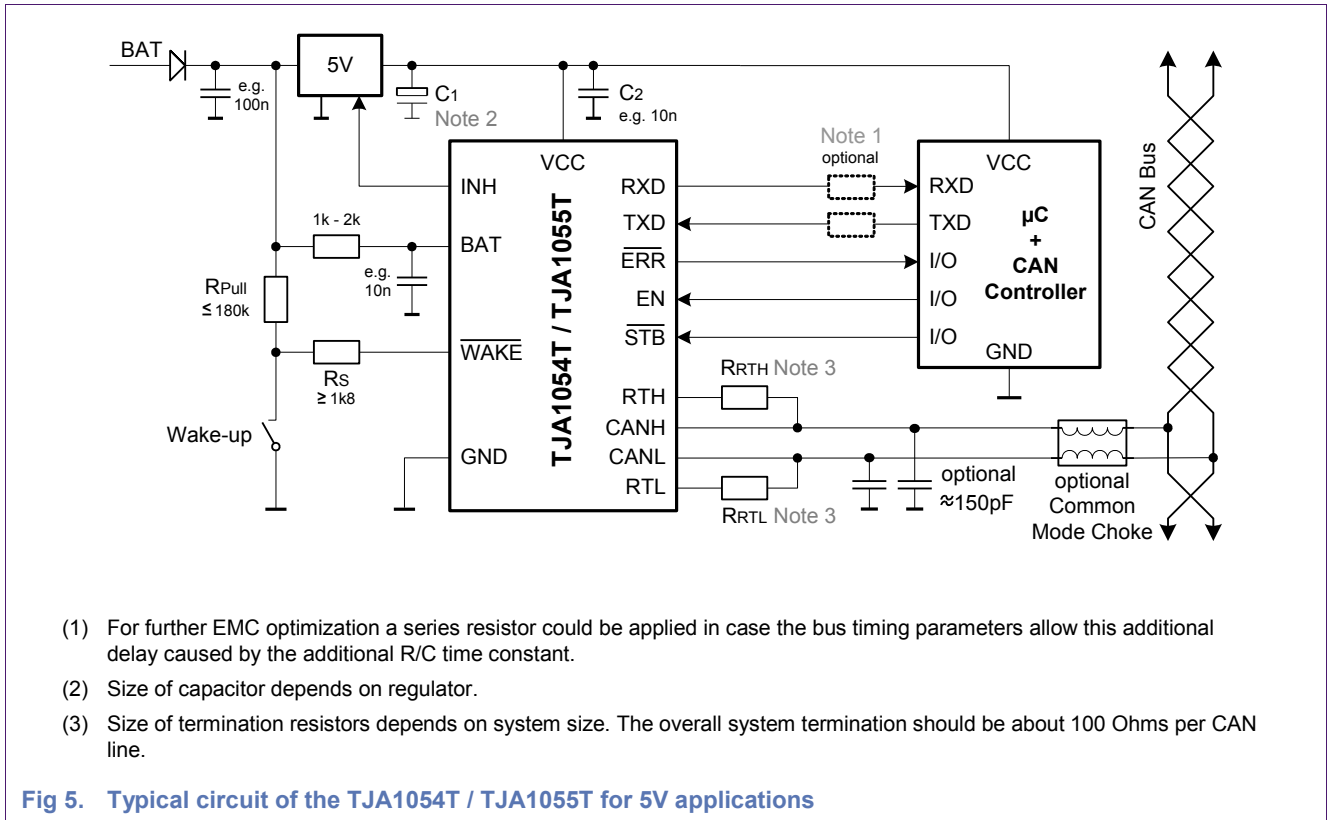 BAT
5V
e.g.
100n
C1
Note 2
C2
e.g. 10n
Note 1
optional
CAN Bus
VCC
VCC
INH
RXD
RXD
1k - 2k
TXD
TXD
µC
+
CAN
Controller
BAT
ERR
I/O
e.g.
10n
RPull
≤ 180k
EN
I/O
TJA1054T / TJA1055T
STB
I/O
WAKE
GND
RS
≥ 1k8
RRTH Note 3
RTH
CANH
Wake-up
GND
CANL
RTL
optional
≈150pF
optional
Common
Mode Choke
RRTL Note 3
(1) For further EMC optimization a series resistor could be applied in case the bus timing parameters allow this additional
delay caused by the additional R/C time constant.
(2) Size of capacitor depends on regulator.
(3) Size of termination resistors depends on system size. The overall system termination should be about 100 Ohms per CAN
line.
Fig 5. Typical circuit of the TJA1054T / TJA1055T for 5V applications